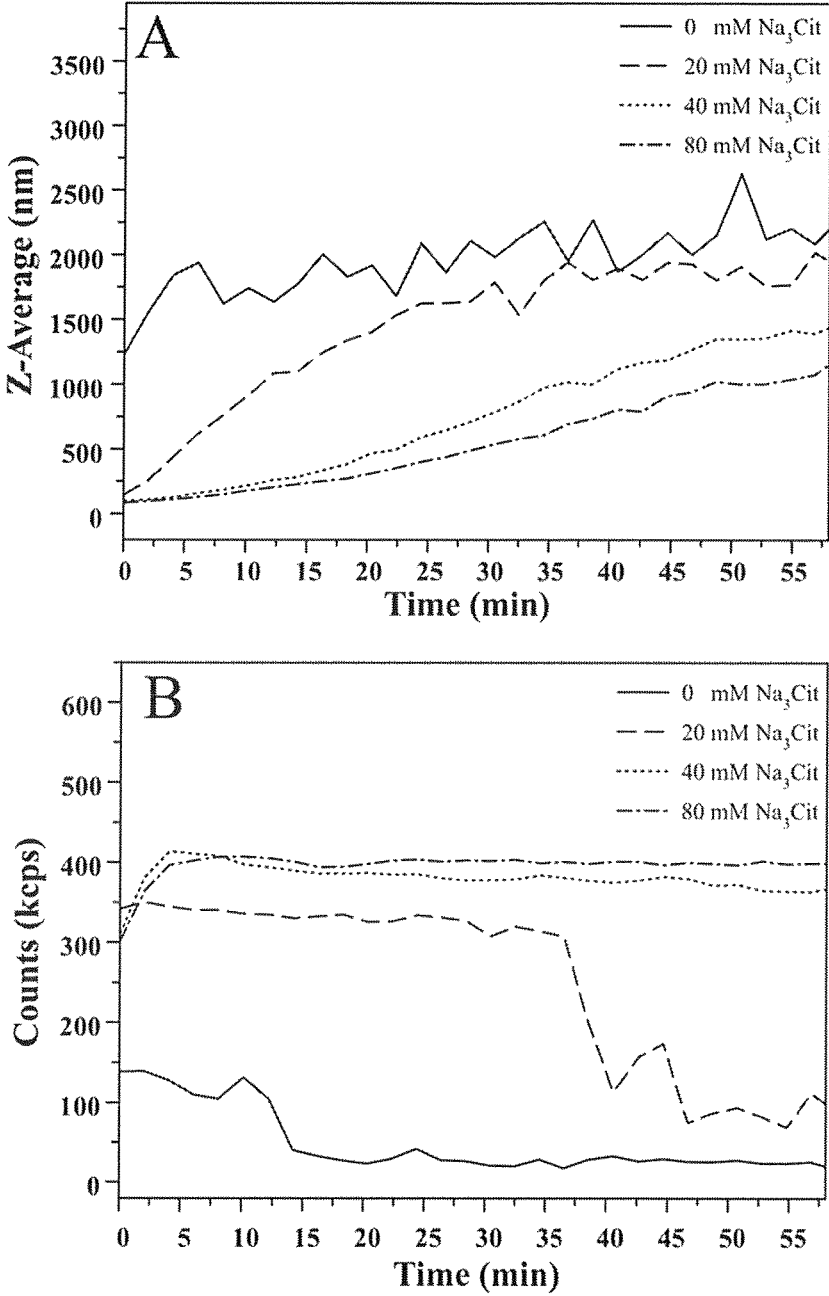 A
0 mM Na₃Cit
20 mM Na₃Cit
40 mM Na₃Cit
80 mM Na₃Cit
3500
3000
2500
2000
1500
1000
500
0
Z-Average (nm)
0 5 10 15 20 25 30 35 40 45 50 55
Time (min)
B
0 mM Na₃Cit
20 mM Na₃Cit
40 mM Na₃Cit
80 mM Na₃Cit
600
500
400
300
200
100
0
Counts (kcps)
0 5 10 15 20 25 30 35 40 45 50 55
Time (min)